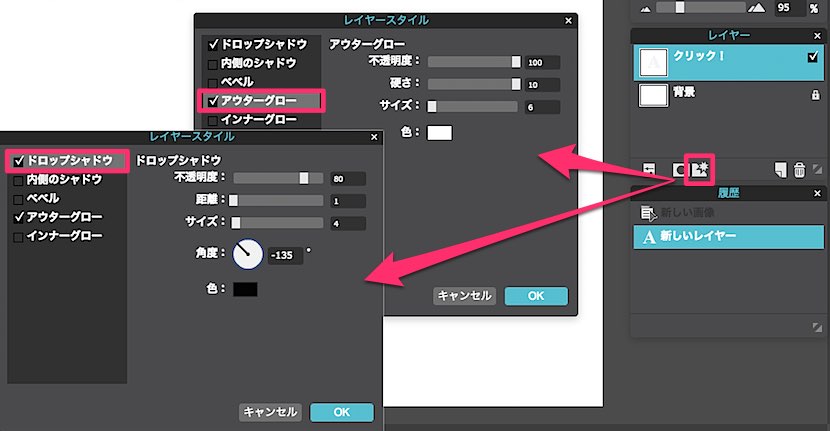 レイヤースタイル
ドロップシャドウ
内側のシャドウ
ベベル
アウターグロー
インナーグロー
アウターグロー
不透明度： 100
硬さ： 10
サイズ： 6
色：
キャンセル
OK
レイヤースタイル
ドロップシャドウ
内側のシャドウ
ベベル
アウターグロー
インナーグロー
ドロップシャドウ
不透明度： 80
距離： 1
サイズ： 4
角度： -135 °
色：
キャンセル
OK
95 %
レイヤー
A
クリック！
背景
履歴
新しい画像
A 新しいレイヤー